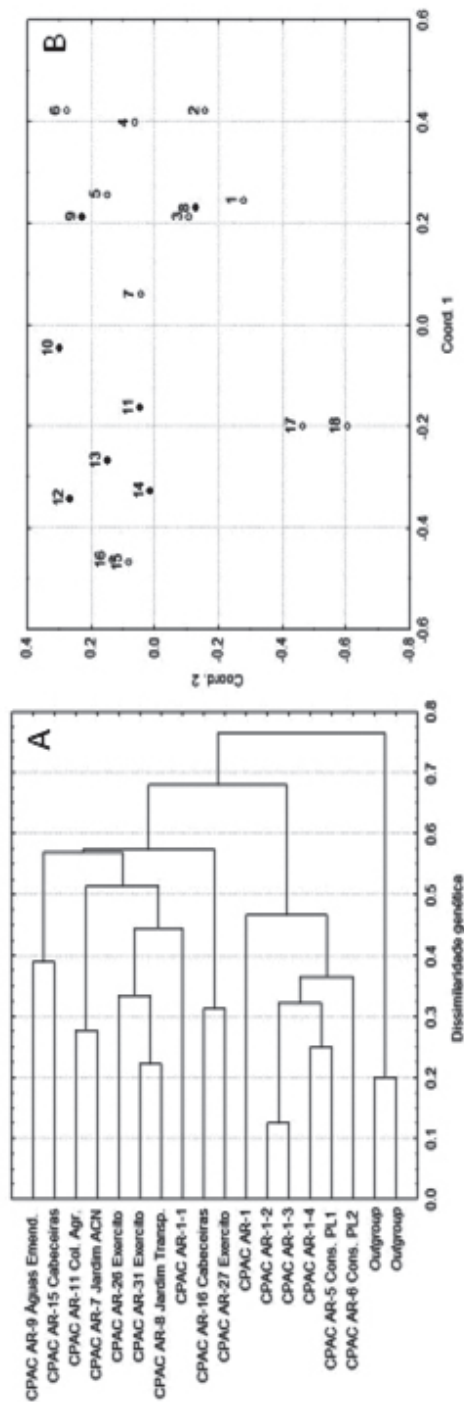 A
CPAC AR-9 Águas Emend.
CPAC AR-15 Cabeceiras
CPAC AR-11 Col. Agr.
CPAC AR-7 Jardim ACN
CPAC AR-26 Exercito
CPAC AR-31 Exercito
CPAC AR-8 Jardim Transp.
CPAC AR-1-1
CPAC AR-16 Cabeceiras
CPAC AR-27 Exercito
CPAC AR-1
CPAC AR-1-2
CPAC AR-1-3
CPAC AR-1-4
CPAC AR-5 Cons. PL1
CPAC AR-6 Cons. PL2
Outgroup
Outgroup
0.0 0.1 0.2 0.3 0.4 0.5 0.6 0.7 0.8
Dissimilaridade genética
B
0.4
0.2
0.0
-0.2
-0.4
-0.6
Coord. 2
12
10
9
6
16
15
13
5
14
11
7
4
3
8
2
1
17
18
-0.6 -0.4 -0.2 0.0 0.2 0.4 0.6
Coord. 1